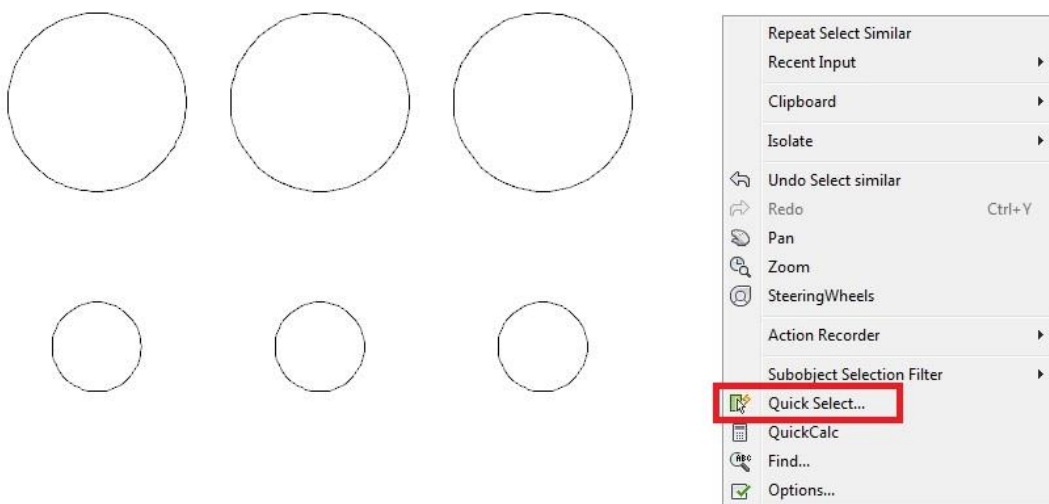 Repeat Select Similar
Recent Input
Clipboard
Isolate
Undo Select similar
Redo Ctrl+Y
Pan
Zoom
SteeringWheels
Action Recorder
Subobject Selection Filter
Quick Select...
QuickCalc
ABC
Find...
Options...